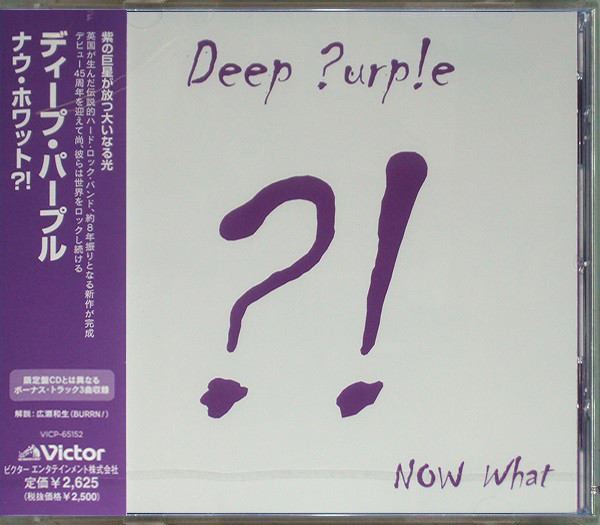 紫の巨星が放つ大いなる光
英国が生んだ伝説的ハード・ロック・バンド、約8年振りとなる新作が完成
デビュー45周年を迎えて尚、彼らは世界をロックし続ける
ディープ・パープル
ナウ・ホワット?!
限定盤CDとは異なる
ボーナス・トラック3曲収録
解説:広瀬和生(BURRN!)
VICP-65152
Victor
ビクターエンタテインメント株式会社
定価¥2,625
(税抜価格¥2,500)
Deep ?urp!e
?!
NOW What